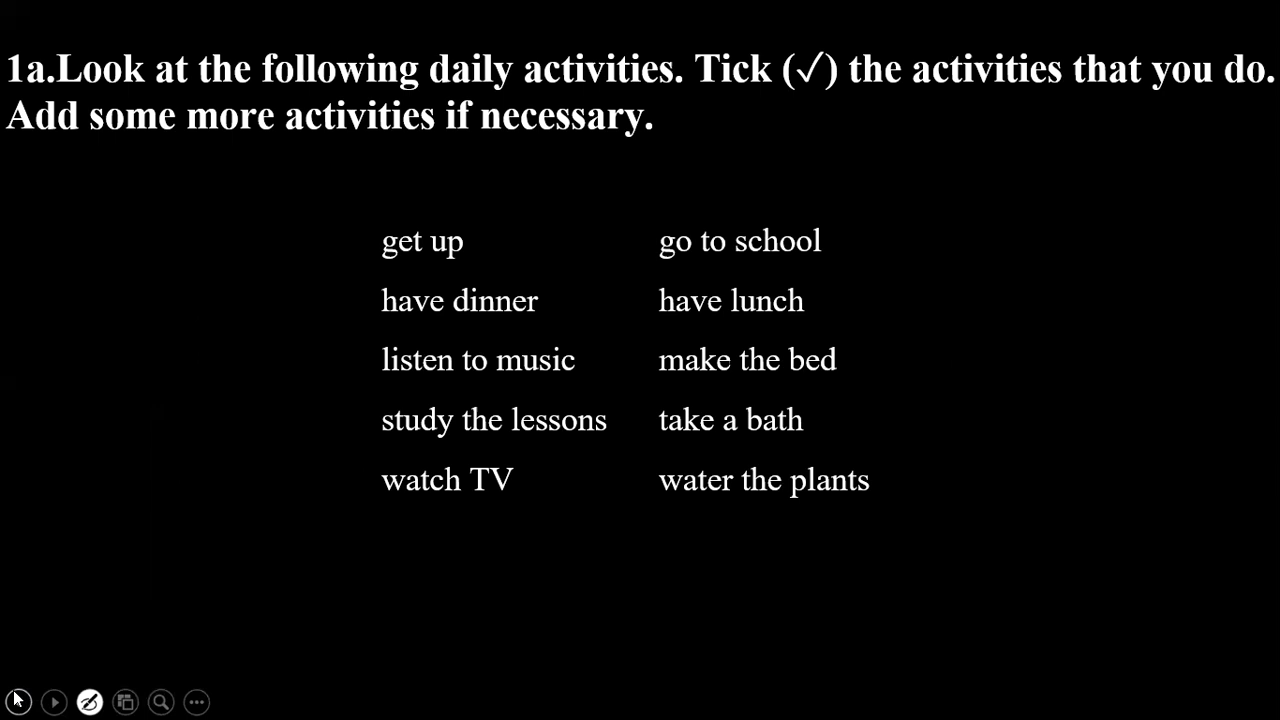 1a.Look at the following daily activities. Tick (✓) the activities that you do.
Add some more activities if necessary.
get up go to school
have dinner have lunch
listen to music make the bed
study the lessons take a bath
watch TV water the plants